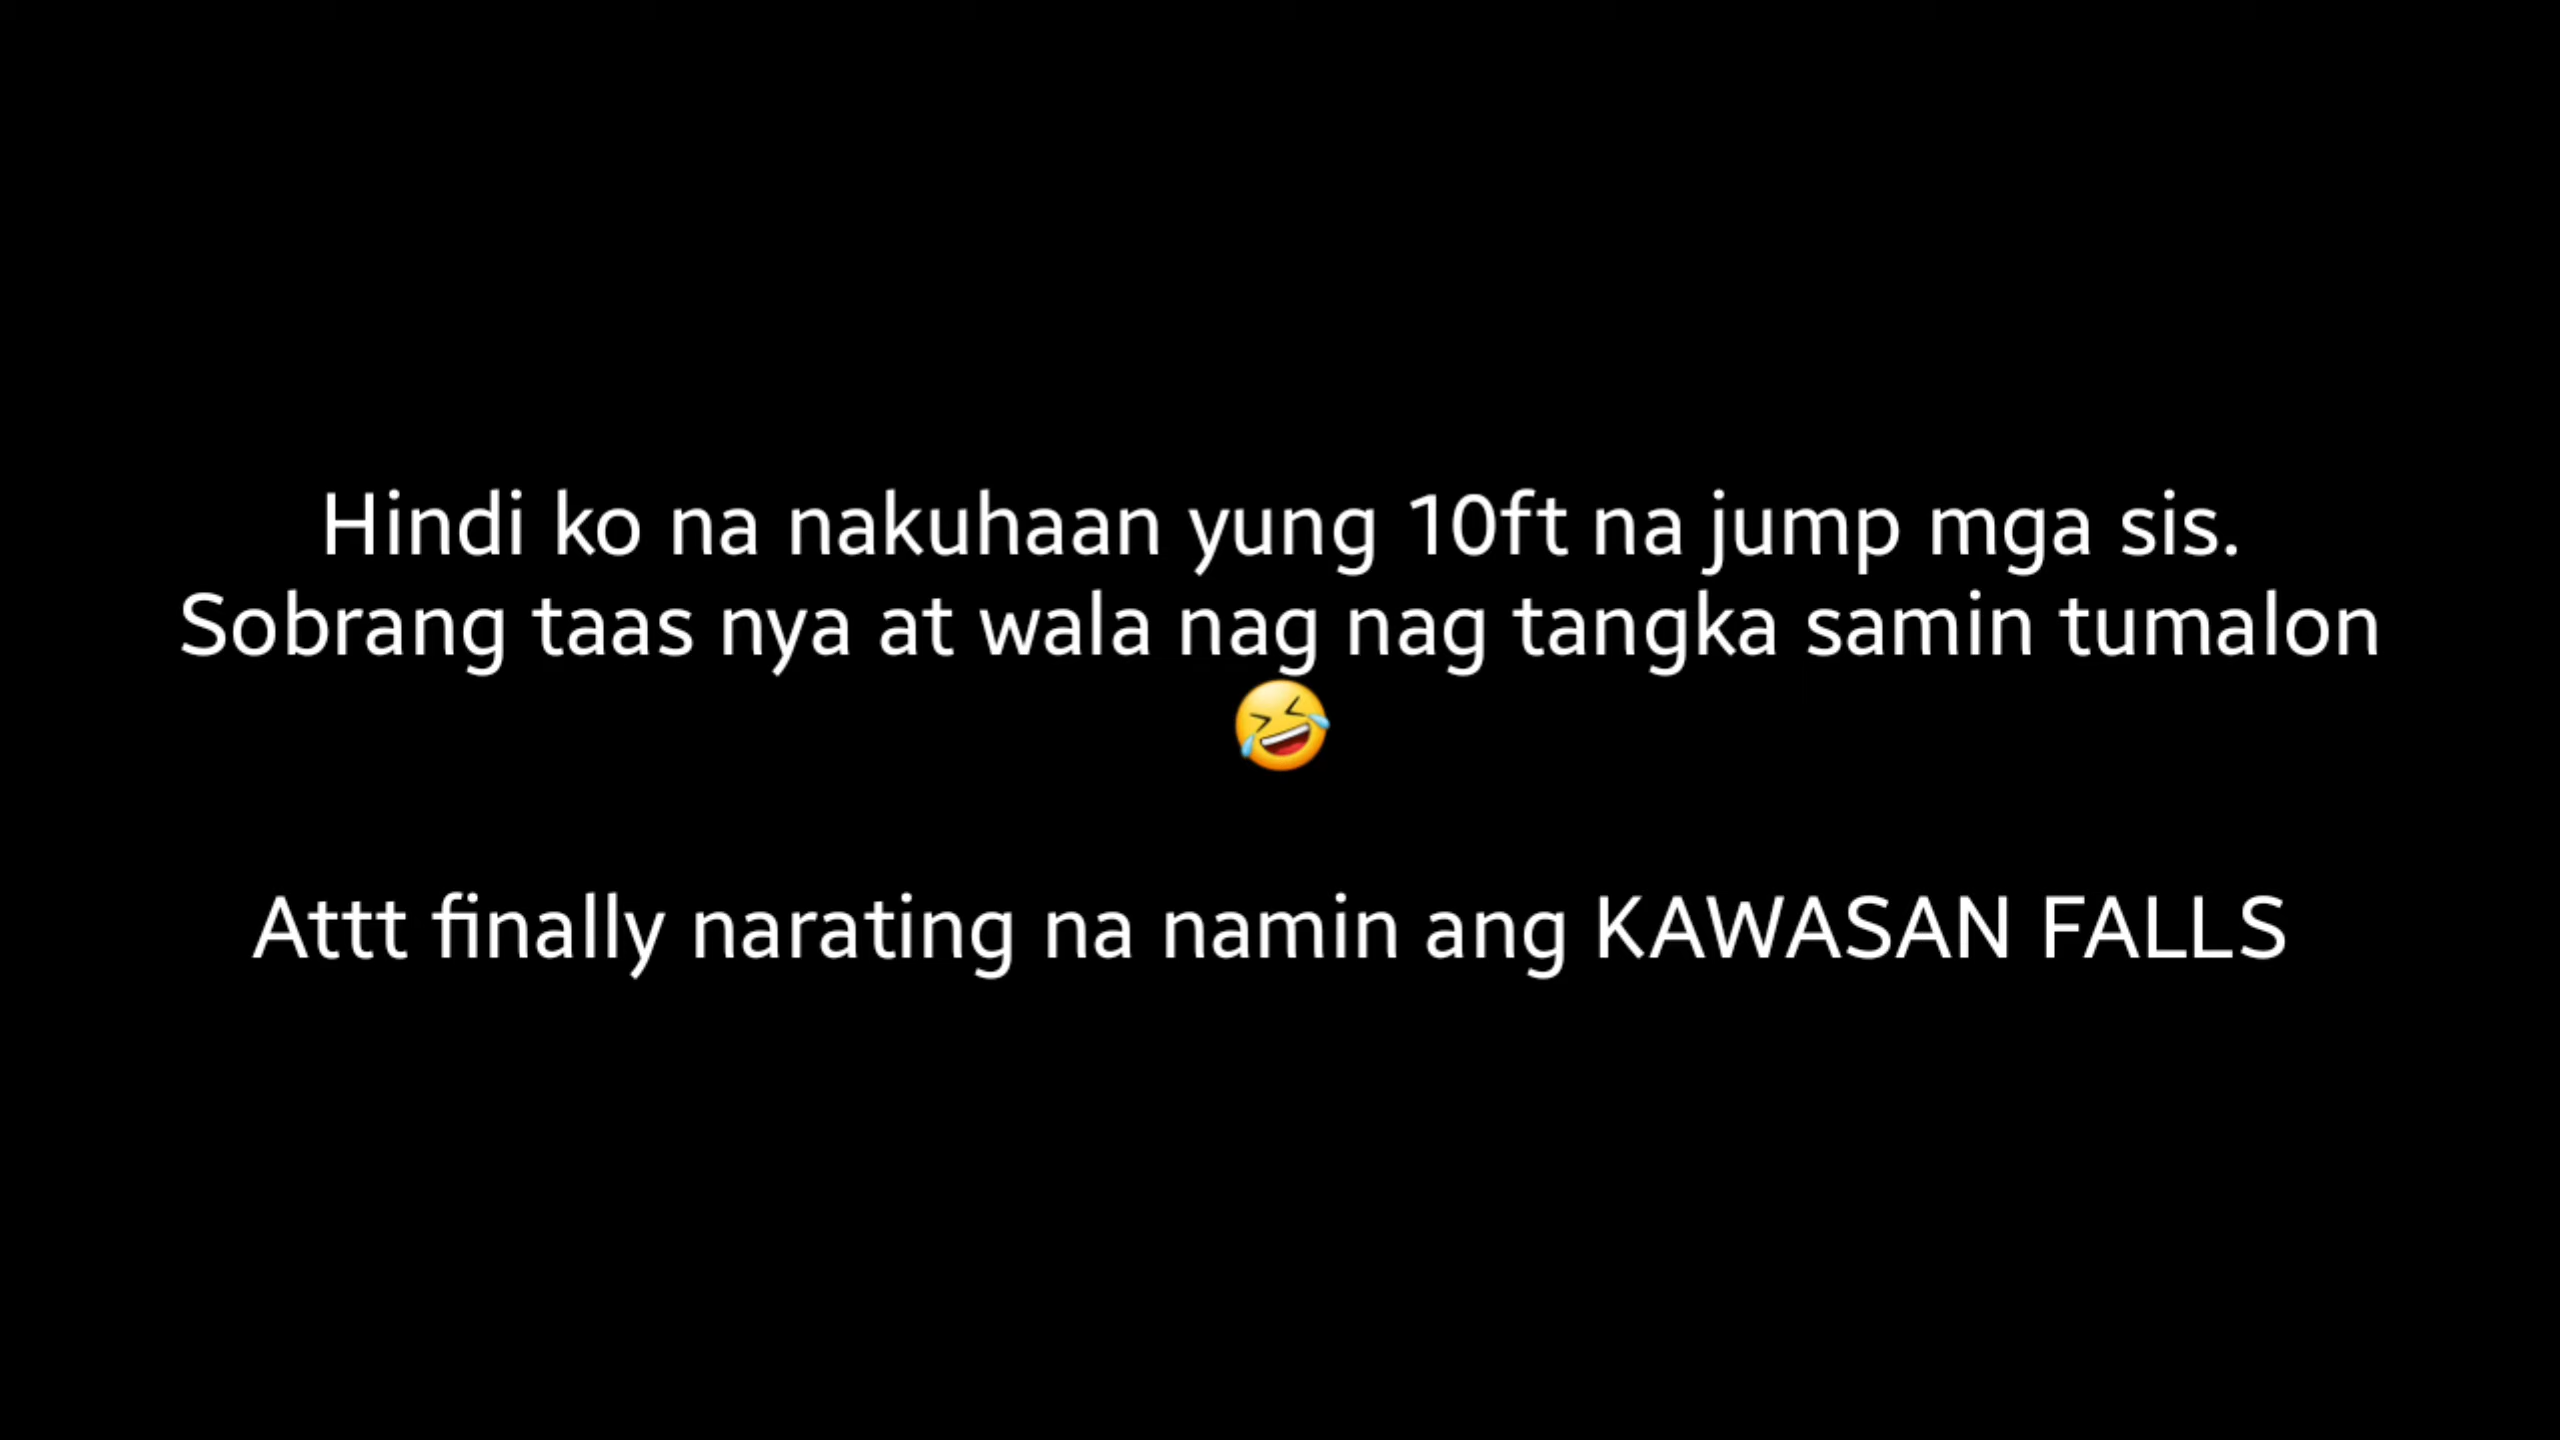 Hindi ko na nakuhaan yung 10ft na jump mga sis.
Sobrang taas nya at wala nag nag tangka samin tumalon
🤣
Attt finally narating na namin ang KAWASAN FALLS